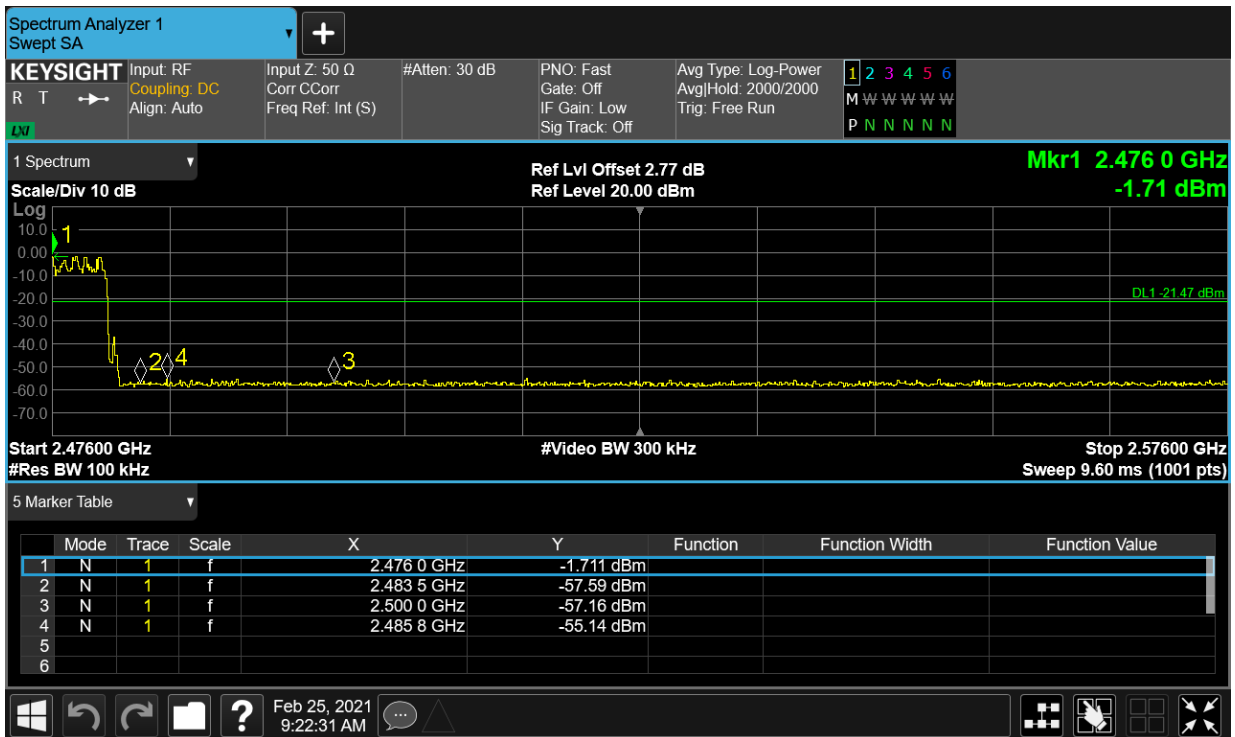 Spectrum Analyzer 1
Swept SA
+
KEYSIGHT
R T
LXI
Input: RF
Coupling: DC
Align: Auto
Input Z: 50 Ω
Corr CCorr
Freq Ref: Int (S)
#Atten: 30 dB
PNO: Fast
Gate: Off
IF Gain: Low
Sig Track: Off
Avg Type: Log-Power
Avg|Hold: 2000/2000
Trig: Free Run
1 2 3 4 5 6
M W W W W W
P N N N N N
1 Spectrum
Scale/Div 10 dB
Ref Lvl Offset 2.77 dB
Ref Level 20.00 dBm
Mkr1 2.476 0 GHz
-1.71 dBm
Log
10.0
0.00
-10.0
-20.0
-30.0
-40.0
-50.0
-60.0
-70.0
1
2
4
3
DL1 -21.47 dBm
Start 2.47600 GHz
#Res BW 100 kHz
#Video BW 300 kHz
Stop 2.57600 GHz
Sweep 9.60 ms (1001 pts)
5 Marker Table
Mode Trace Scale X Y Function Function Width Function Value
1 N 1 f 2.476 0 GHz -1.711 dBm
2 N 1 f 2.483 5 GHz -57.59 dBm
3 N 1 f 2.500 0 GHz -57.16 dBm
4 N 1 f 2.485 8 GHz -55.14 dBm
5
6
?
Feb 25, 2021
9:22:31 AM